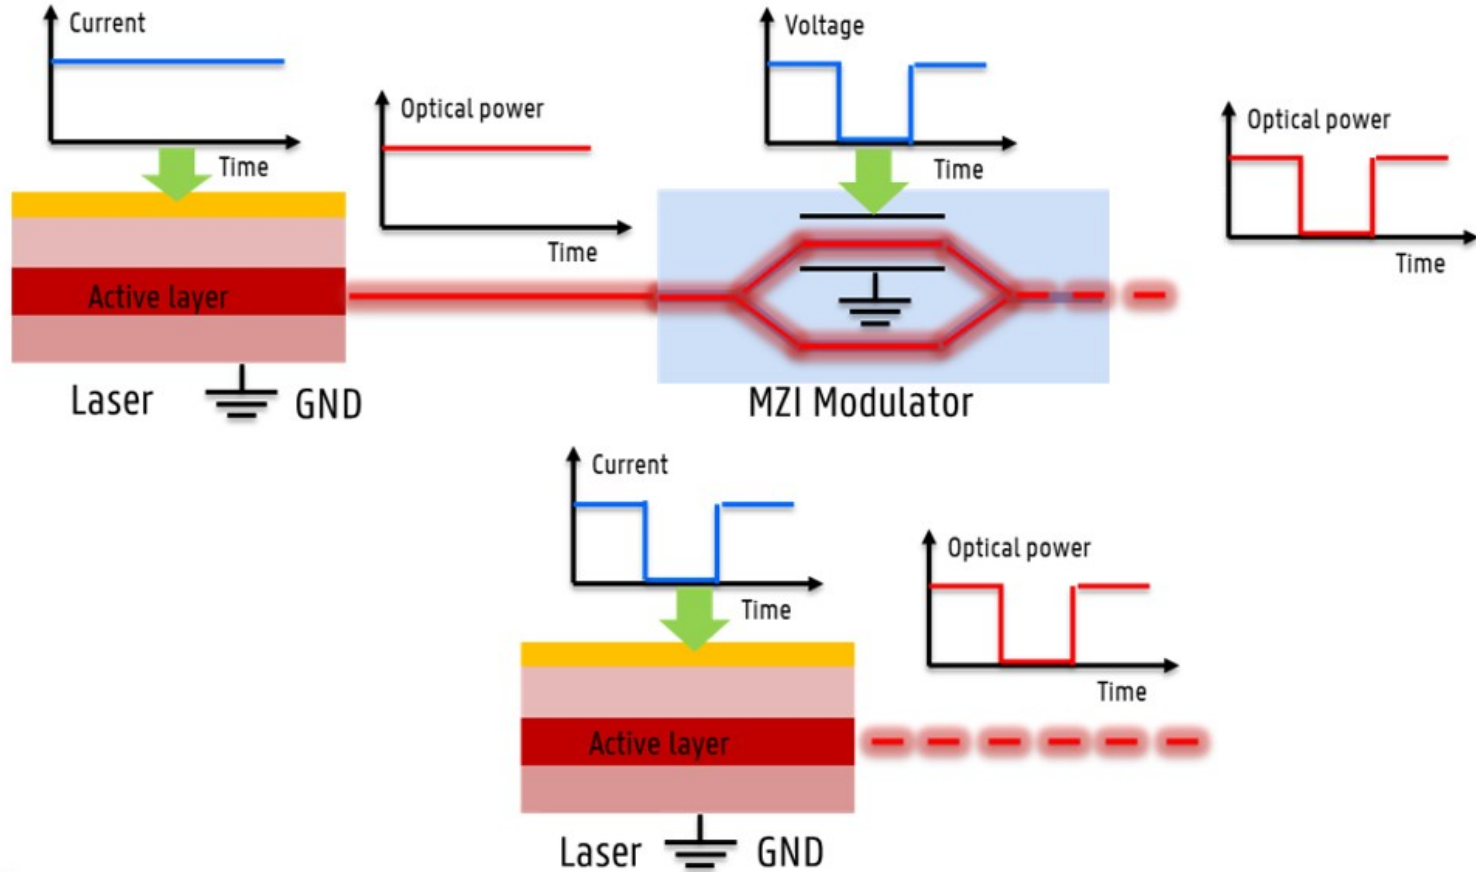 Current
Time
Optical power
Time
Voltage
Time
Optical power
Time
Active layer
Laser
GND
MZI Modulator
Current
Time
Optical power
Time
Active layer
Laser
GND